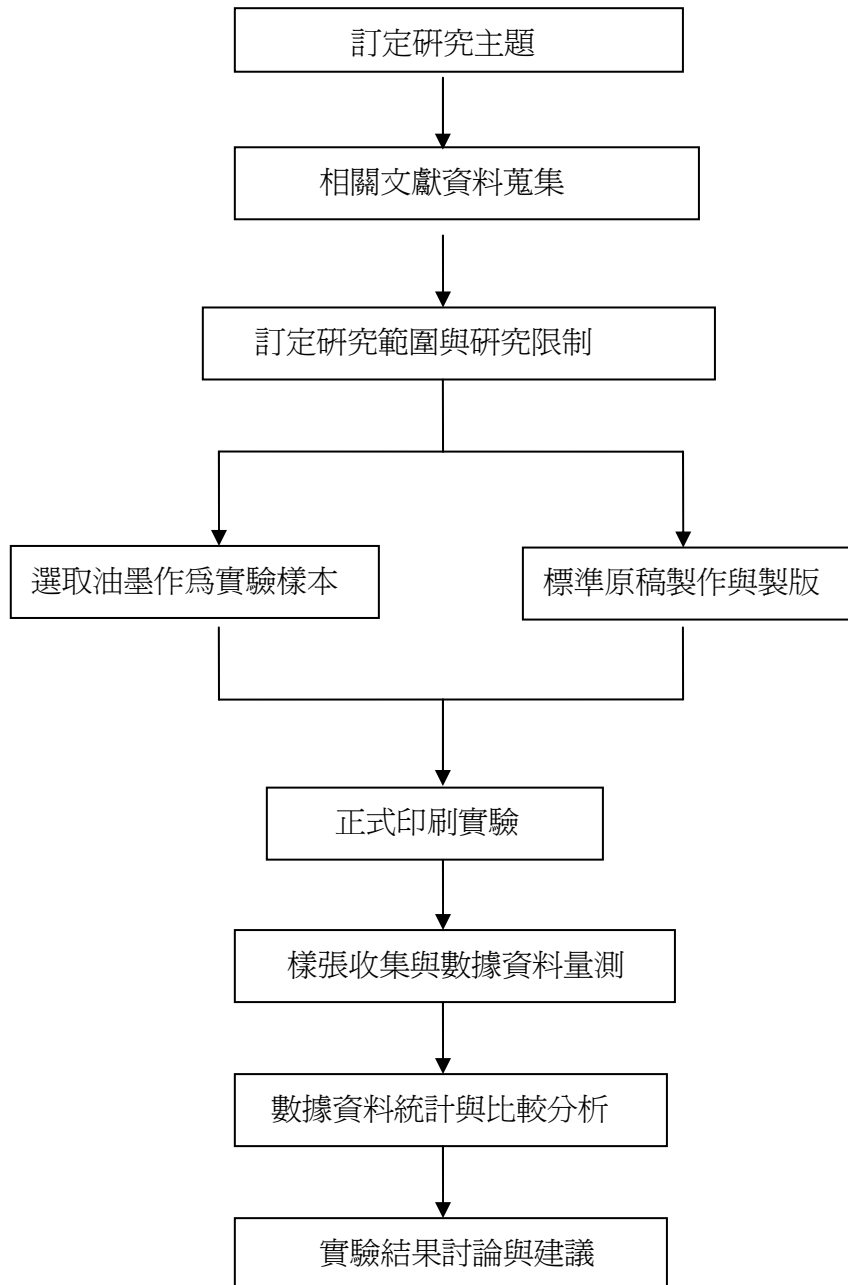 訂定研究主題
相關文獻資料蒐集
訂定研究範圍與研究限制
選取油墨作為實驗樣本
標準原稿製作與製版
正式印刷實驗
樣張收集與數據資料量測
數據資料統計與比較分析
實驗結果討論與建議